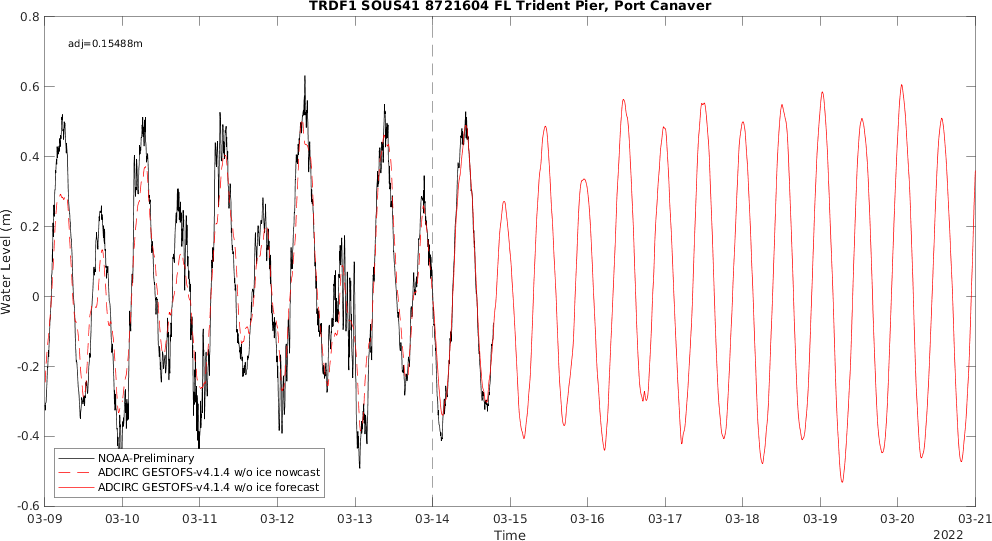 TRDF1 SOUS41 8721604 FL Trident Pier, Port Canaver
adj=0.15488m
0.8
0.6
0.4
0.2
0
-0.2
-0.4
-0.6
Water Level (m)
NOAA-Preliminary
ADCIRC GESTOFS-v4.1.4 w/o ice nowcast
ADCIRC GESTOFS-v4.1.4 w/o ice forecast
03-09 03-10 03-11 03-12 03-13 03-14 03-15 03-16 03-17 03-18 03-19 03-20 03-21
Time
2022